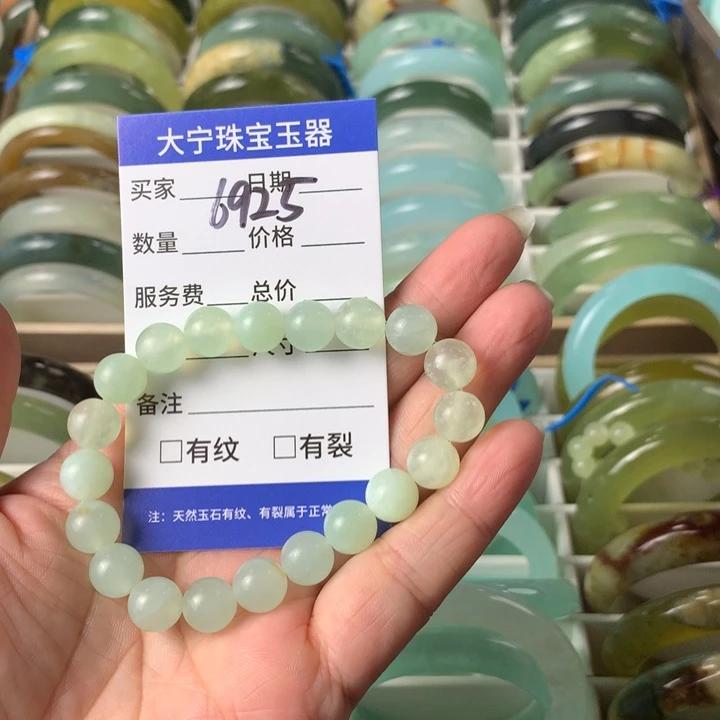 大宁珠宝玉器
买家 日期
6925
数量 价格
服务费 总价
尺寸
备注
□有纹 □有裂
注：天然玉石有纹、有裂属于正常